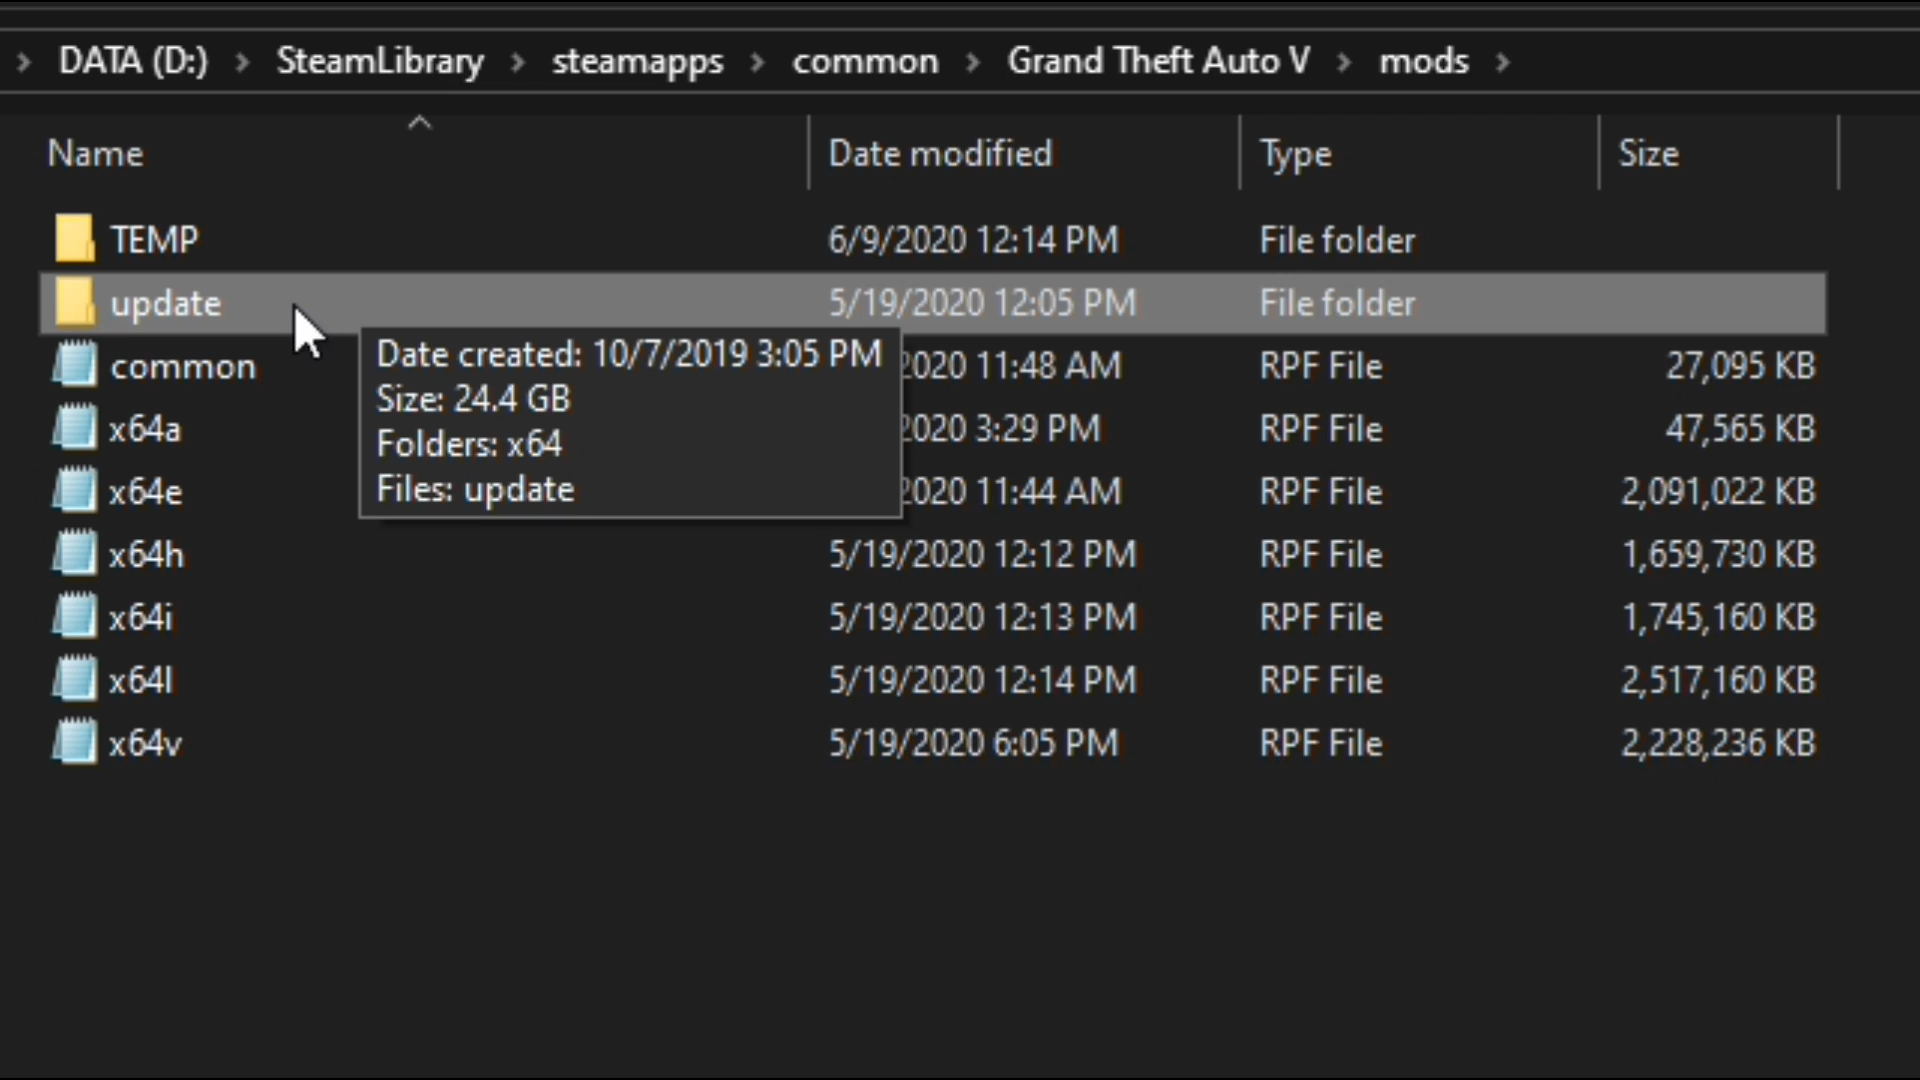 DATA (D:) SteamLibrary steamapps common Grand Theft Auto V mods
Name Date modified Type Size
TEMP 6/9/2020 12:14 PM File folder
update 5/19/2020 12:05 PM File folder
Date created: 10/7/2019 3:05 PM
Size: 24.4 GB
Folders: x64
Files: update
common 2020 11:48 AM RPF File 27,095 KB
x64a 2020 3:29 PM RPF File 47,565 KB
x64e 2020 11:44 AM RPF File 2,091,022 KB
x64h 5/19/2020 12:12 PM RPF File 1,659,730 KB
x64i 5/19/2020 12:13 PM RPF File 1,745,160 KB
x64l 5/19/2020 12:14 PM RPF File 2,517,160 KB
x64v 5/19/2020 6:05 PM RPF File 2,228,236 KB